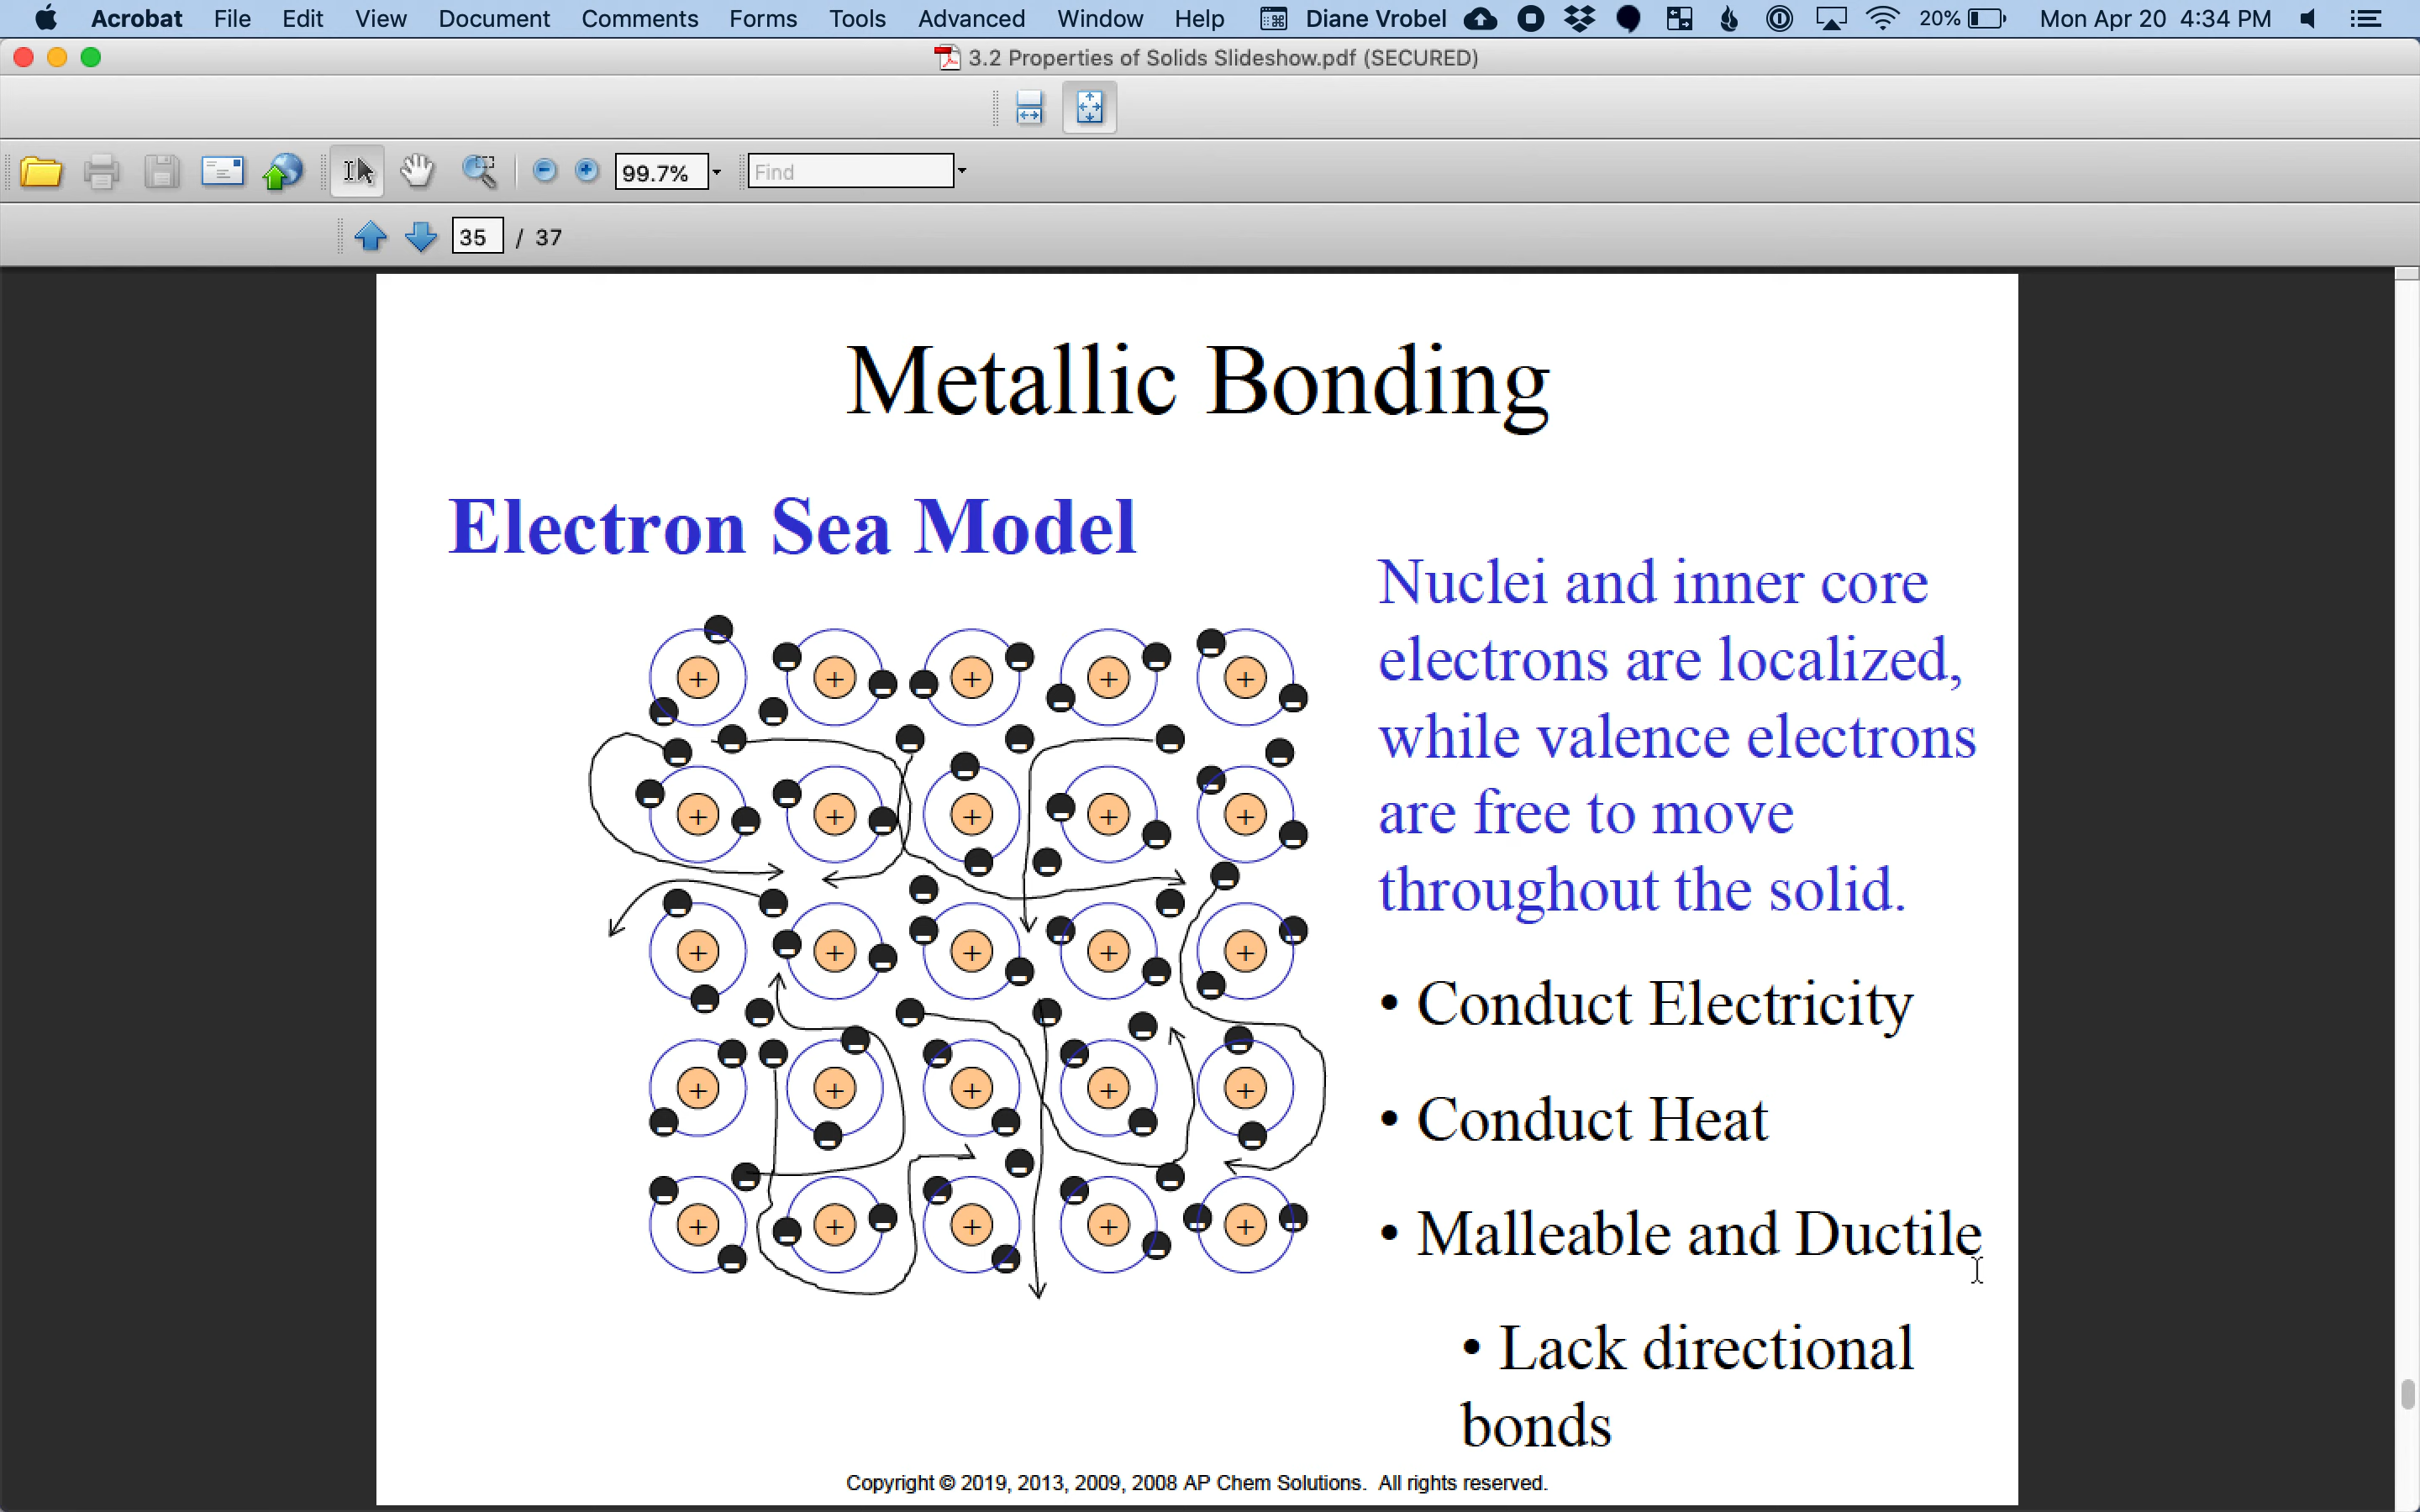 Acrobat File Edit View Document Comments Forms Tools Advanced Window Help Diane Vrobel 20% Mon Apr 20 4:34 PM
3.2 Properties of Solids Slideshow.pdf (SECURED)
99.7% Find
35 / 37
Metallic Bonding
Electron Sea Model
Nuclei and inner core
electrons are localized,
while valence electrons
are free to move
throughout the solid.
• Conduct Electricity
• Conduct Heat
• Malleable and Ductile
• Lack directional
bonds
+ + + + +
+ + + + +
+ + + + +
+ + + + +
+ + + + +
Copyright © 2019, 2013, 2009, 2008 AP Chem Solutions. All rights reserved.